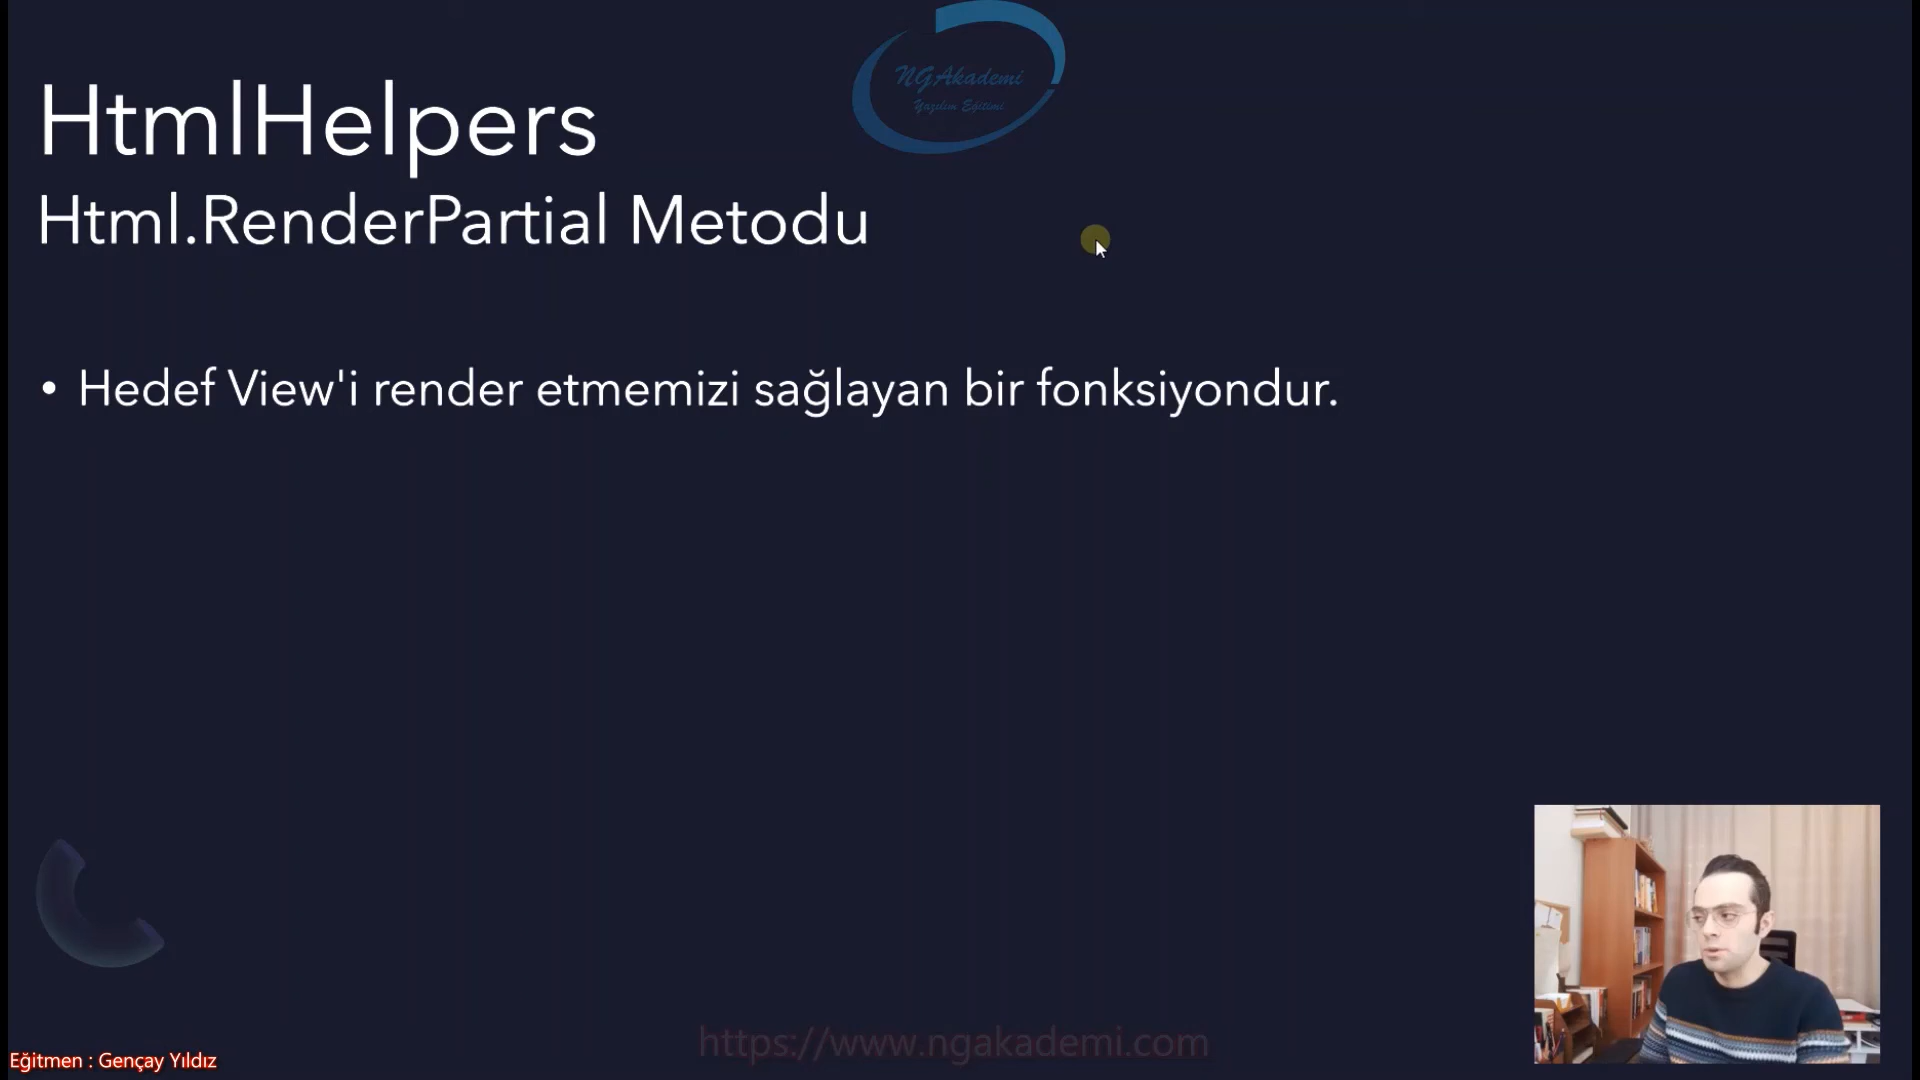 NGAkademi
Yazılım Eğitimi
HtmlHelpers
Html.RenderPartial Metodu
• Hedef View'i render etmemizi sağlayan bir fonksiyondur.
https://www.ngakademi.com
Eğitmen : Gençay Yıldız